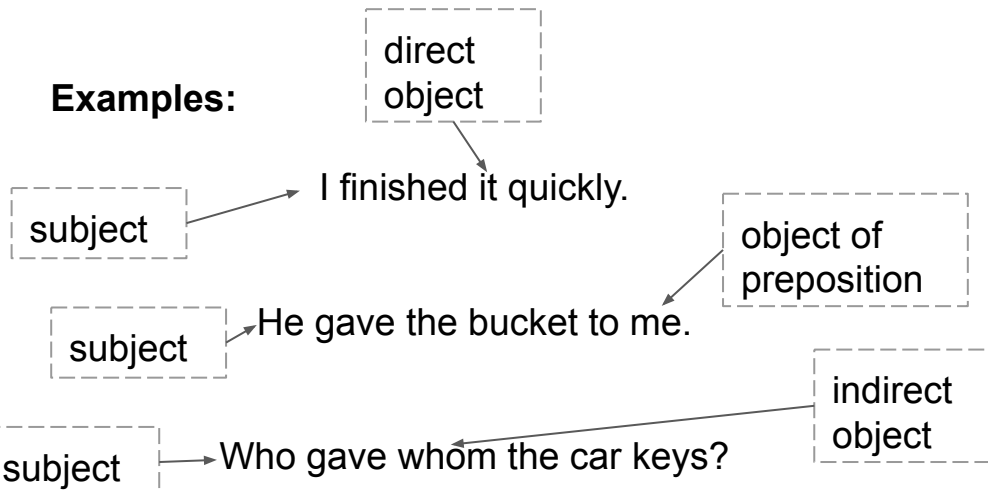 direct
object
Examples:
I finished it quickly.
subject
object of
preposition
He gave the bucket to me.
subject
indirect
object
Who gave whom the car keys?
subject